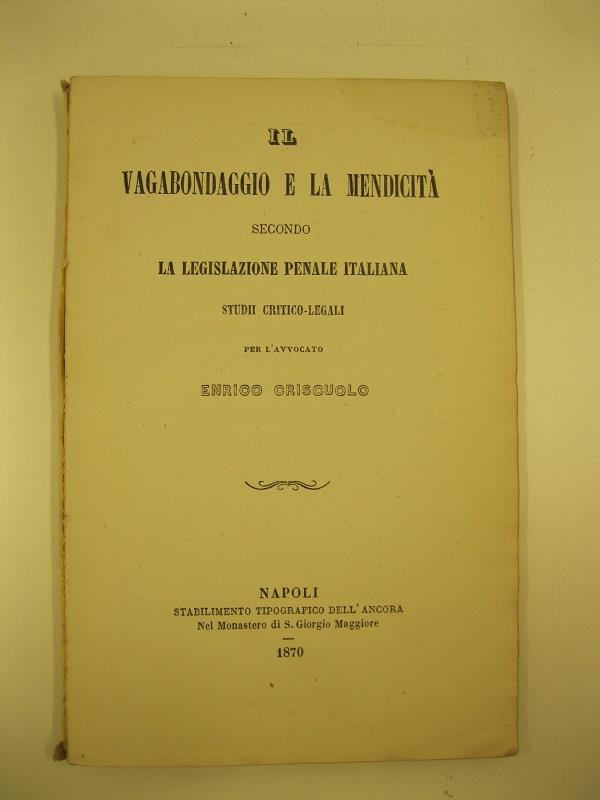 IL
VAGABONDAGGIO E LA MENDICITÀ
SECONDO
LA LEGISLAZIONE PENALE ITALIANA
STUDII CRITICO-LEGALI
PER L'AVVOCATO
ENRICO CRISCUOLO
NAPOLI
STABILIMENTO TIPOGRAFICO DELL'ANCORA
Nel Monastero di S. Giorgio Maggiore
1870